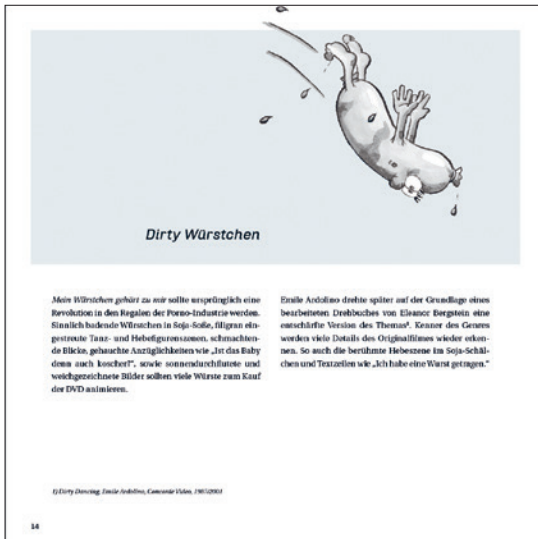 Dirty Würstchen
Mein Würstchen gehört zu mir sollte ursprünglich eine
Revolution in den Regalen der Porno-Industrie werden.
Sinnlich badende Würstchen in Soja-Soße, filigran ein-
gestreute Tanz- und Hebefigurenszenen, schmachten-
de Blicke, gehauchte Anzüglichkeiten wie „Ist das Baby
denn auch koscher?“, sowie sonnendurchflutete und
weichgezeichnete Bilder sollten viele Würste zum Kauf
der DVD animieren.
Emile Ardolino drehte später auf der Grundlage eines
bearbeiteten Drehbuches von Eleanor Bergstein eine
entschärfte Version des Themas¹. Kenner des Genres
werden viele Details des Originalfilmes wieder erken-
nen. So auch die berühmte Hebeszene im Soja-Schäl-
chen und Textzeilen wie „Ich habe eine Wurst getragen.“
1) Dirty Dancing, Emile Ardolino, Concorde Video, 1987/2001
14